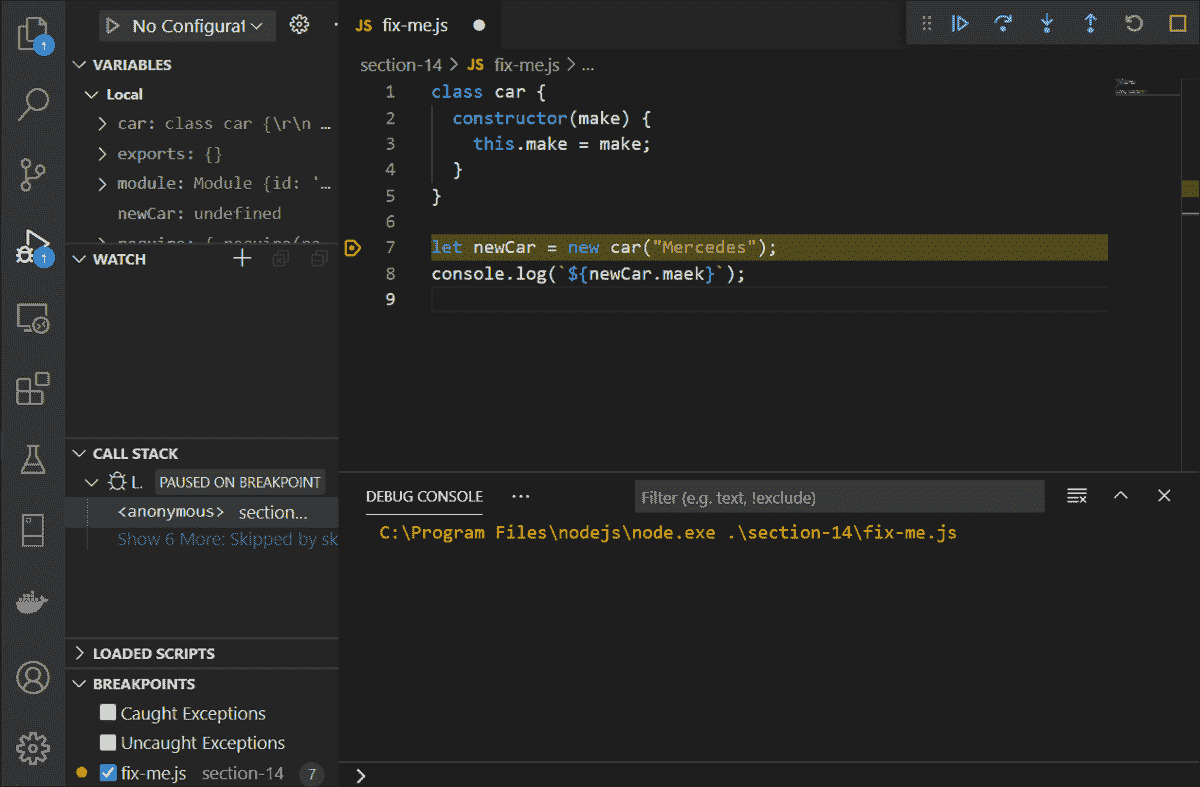 1
No Configurat
VARIABLES
Local
car: class car {\r\n …
exports: {}
module: Module {id: '…
newCar: undefined
WATCH
1
CALL STACK
L. PAUSED ON BREAKPOINT
<anonymous> section...
Show 6 More: Skipped by sk
LOADED SCRIPTS
BREAKPOINTS
Caught Exceptions
Uncaught Exceptions
fix-me.js section-14 7
JS fix-me.js
section-14 > JS fix-me.js > ...
1 class car {
2 constructor(make) {
3 this.make = make;
4 }
5 }
6
7 let newCar = new car("Mercedes");
8 console.log(`${newCar.maek}`);
9
DEBUG CONSOLE ...
Filter (e.g. text, !exclude)
C:\Program Files\nodejs\node.exe .\section-14\fix-me.js